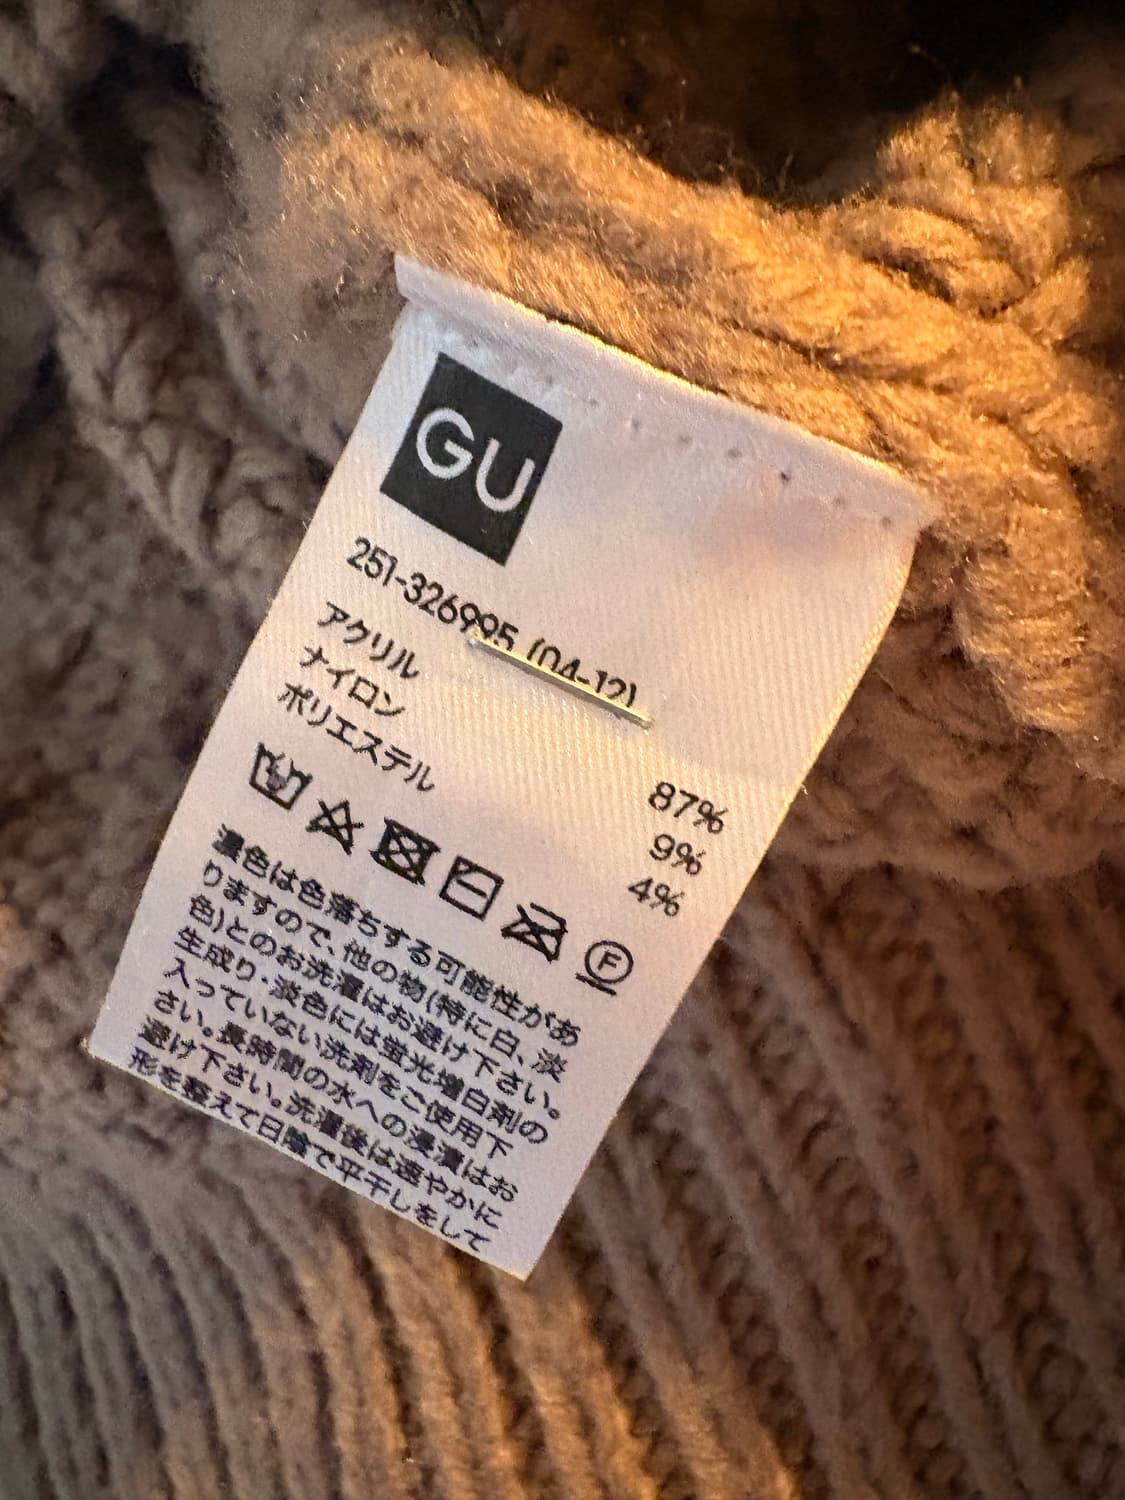 GU
251-326995 (04-12)
アクリル 87%
ナイロン 9%
ポリエステル 4%
F
濃色は色落ちする可能性があ
りますので、他の物(特に白、淡
色)とのお洗濯はお避け下さい。
生成り・淡色には蛍光増白剤の
入っていない洗剤をご使用下
さい。長時間の水への浸漬はお
避け下さい。洗濯後は速やかに
形を整えて日陰で平干しをして